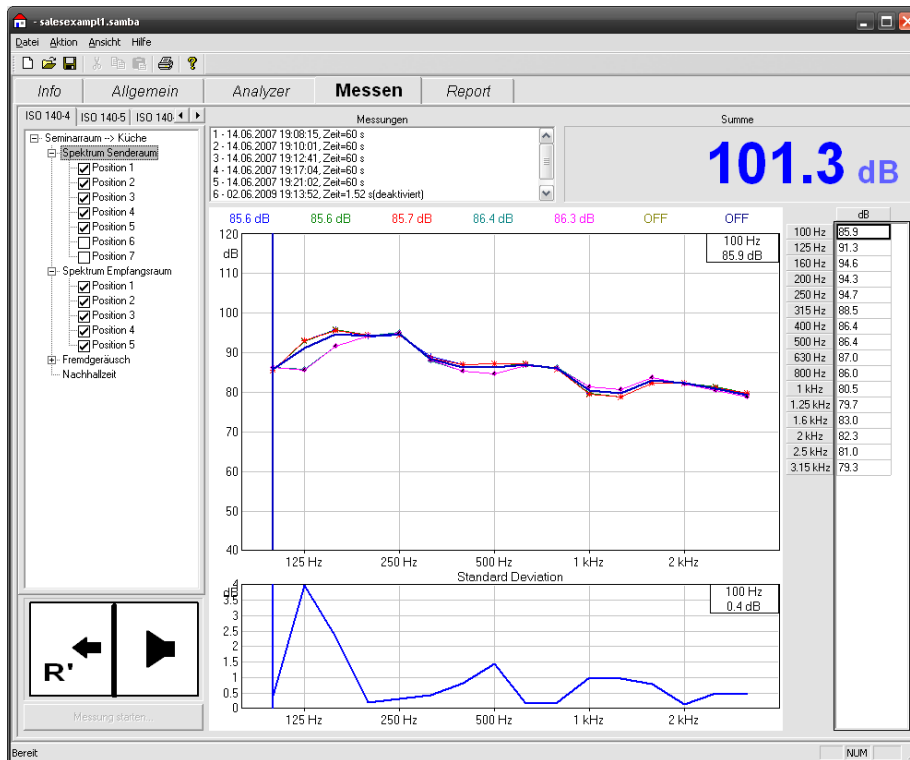 - salesexampl1.samba
Datei Aktion Ansicht Hilfe
Info Allgemein Analyzer Messen Report
ISO 140-4 ISO 140-5 ISO 140-
Seminarraum --> Küche
Spektrum Senderaum
Position 1
Position 2
Position 3
Position 4
Position 5
Position 6
Position 7
Spektrum Empfangsraum
Position 1
Position 2
Position 3
Position 4
Position 5
Fremdgeräusch
Nachhallzeit
R'
Messung starten...
Messungen
1 - 14.06.2007 19:08:15, Zeit=60 s
2 - 14.06.2007 19:10:01, Zeit=60 s
3 - 14.06.2007 19:12:41, Zeit=60 s
4 - 14.06.2007 19:17:04, Zeit=60 s
5 - 14.06.2007 19:21:02, Zeit=60 s
6 - 02.06.2009 19:13:52, Zeit=1.52 s(deaktiviert)
Summe
101.3 dB
85.6 dB 85.6 dB 85.7 dB 86.4 dB 86.3 dB OFF OFF
120
dB
110
100
90
80
70
60
50
40
100 Hz
85.9 dB
125 Hz 250 Hz 500 Hz 1 kHz 2 kHz
Standard Deviation
4
dB
3.5
3
2.5
2
1.5
1
0.5
0
100 Hz
0.4 dB
125 Hz 250 Hz 500 Hz 1 kHz 2 kHz
dB
100 Hz 85.9
125 Hz 91.3
160 Hz 94.6
200 Hz 94.3
250 Hz 94.7
315 Hz 88.5
400 Hz 86.4
500 Hz 86.4
630 Hz 87.0
800 Hz 86.0
1 kHz 80.5
1.25 kHz 79.7
1.6 kHz 83.0
2 kHz 82.3
2.5 kHz 81.0
3.15 kHz 79.3
Bereit NUM